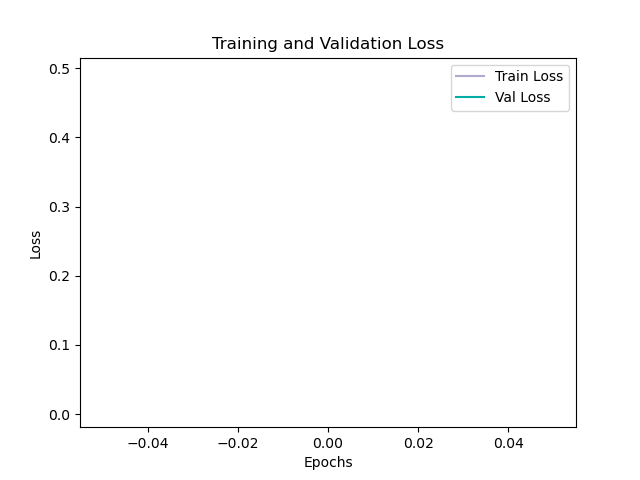 Training and Validation Loss
Train Loss
Val Loss
0.5
0.4
0.3
0.2
0.1
0.0
Loss
−0.04 −0.02 0.00 0.02 0.04
Epochs